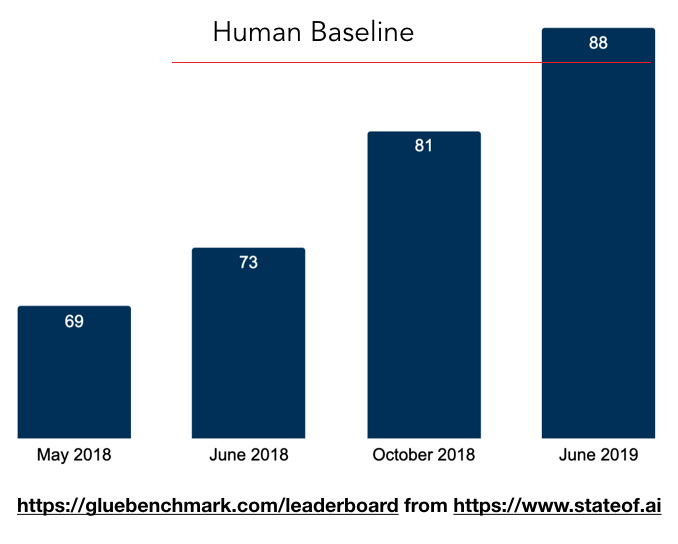 Human Baseline
88
81
73
69
May 2018 June 2018 October 2018 June 2019
https://gluebenchmark.com/leaderboard from https://www.stateof.ai